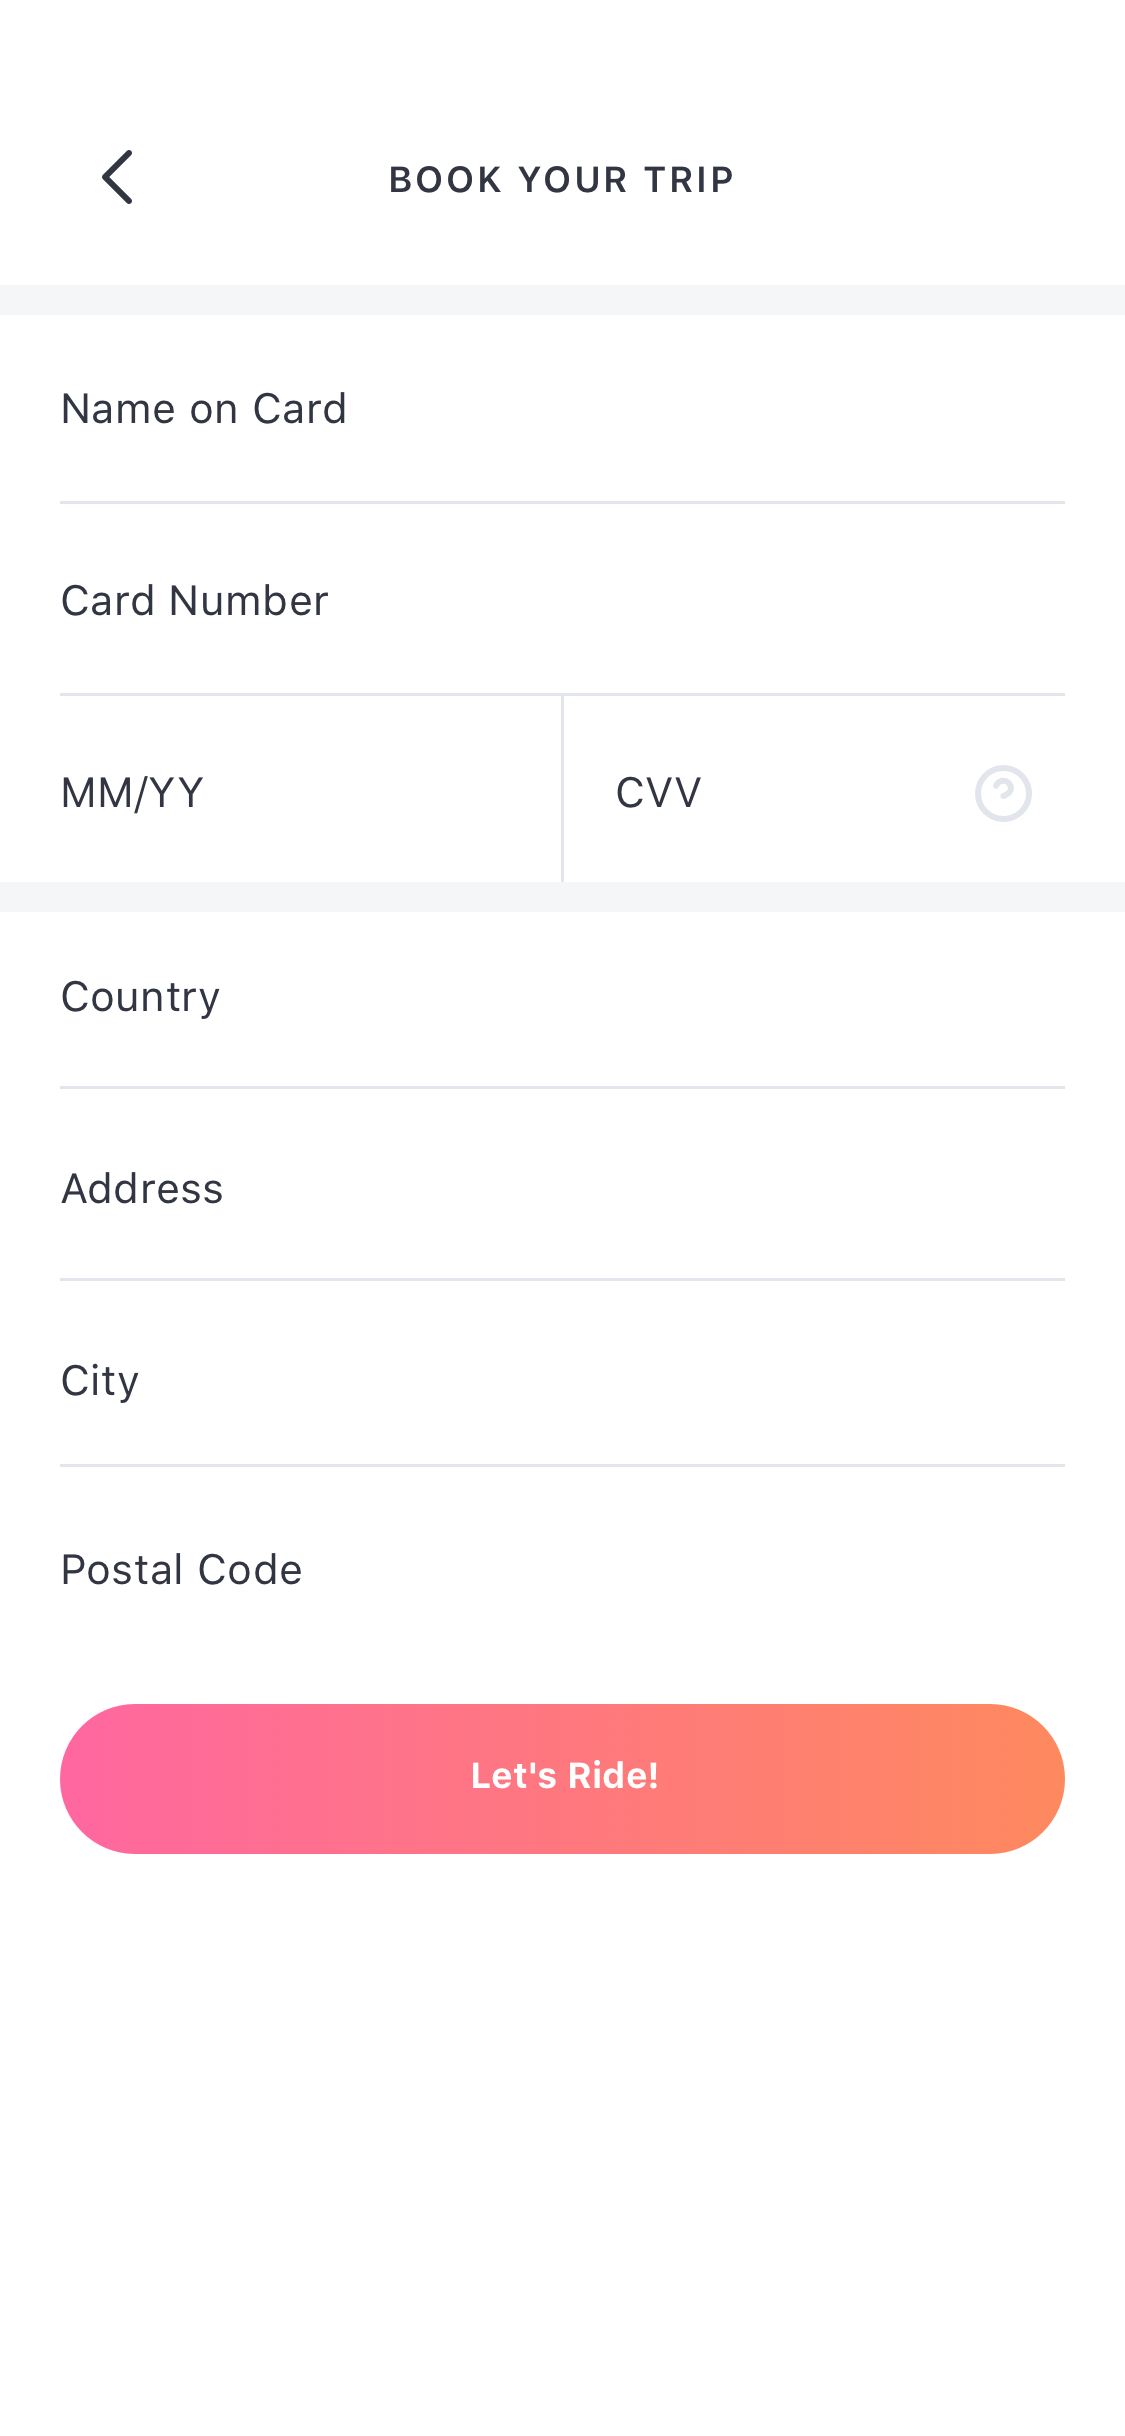 BOOK YOUR TRIP
Name on Card
Card Number
MM/YY
CVV
Country
Address
City
Postal Code
Let's Ride!